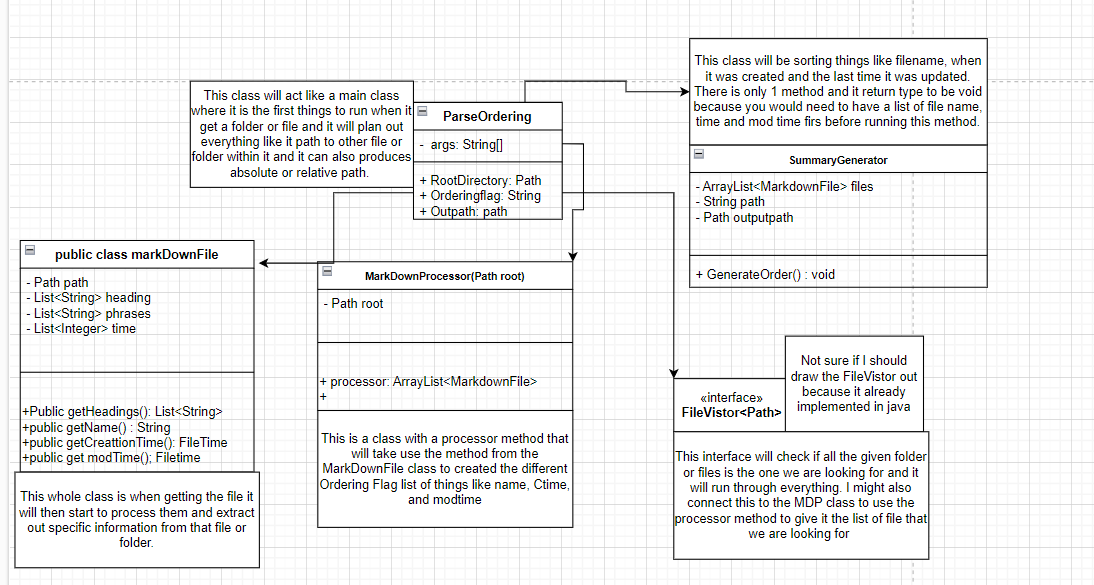 This class will act like a main class
where it is the first things to run when it
get a folder or file and it will plan out
everything like it path to other file or
folder within it and it can also produces
absolute or relative path.
ParseOrdering
- args: String[]
+ RootDirectory: Path
+ Orderingflag: String
+ Outpath: path
This class will be sorting things like filename, when
it was created and the last time it was updated.
There is only 1 method and it return type to be void
because you would need to have a list of file name,
time and mod time firs before running this method.
SummaryGenerator
- ArrayList<MarkdownFile> files
- String path
- Path outputpath
+ GenerateOrder() : void
public class markDownFile
- Path path
- List<String> heading
- List<String> phrases
- List<Integer> time
+Public getHeadings(): List<String>
+public getName() : String
+public getCreattionTime(): FileTime
+public get modTime(); Filetime
This whole class is when getting the file it
will then start to process them and extract
out specific information from that file or
folder.
MarkDownProcessor(Path root)
- Path root
+ processor: ArrayList<MarkdownFile>
+
This is a class with a processor method that
will take use the method from the
MarkDownFile class to created the different
Ordering Flag list of things like name, Ctime,
and modtime
«interface»
FileVistor<Path>
Not sure if I should
draw the FileVistor out
because it already
implemented in java
This interface will check if all the given folder
or files is the one we are looking for and it
will run through everything. I might also
connect this to the MDP class to use the
processor method to give it the list of file that
we are looking for